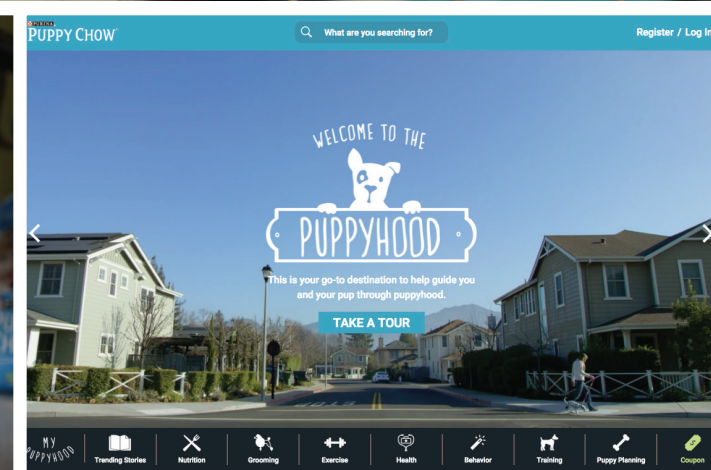 PURINA
PUPPY CHOW
What are you searching for?
Register / Log In
WELCOME TO THE
PUPPYHOOD
This is your go-to destination to help guide you
and your pup through puppyhood.
TAKE A TOUR
STOP
MY
PUPPYHOOD
Trending Stories
Nutrition
Grooming
Exercise
Health
Behavior
Training
Puppy Planning
Coupon